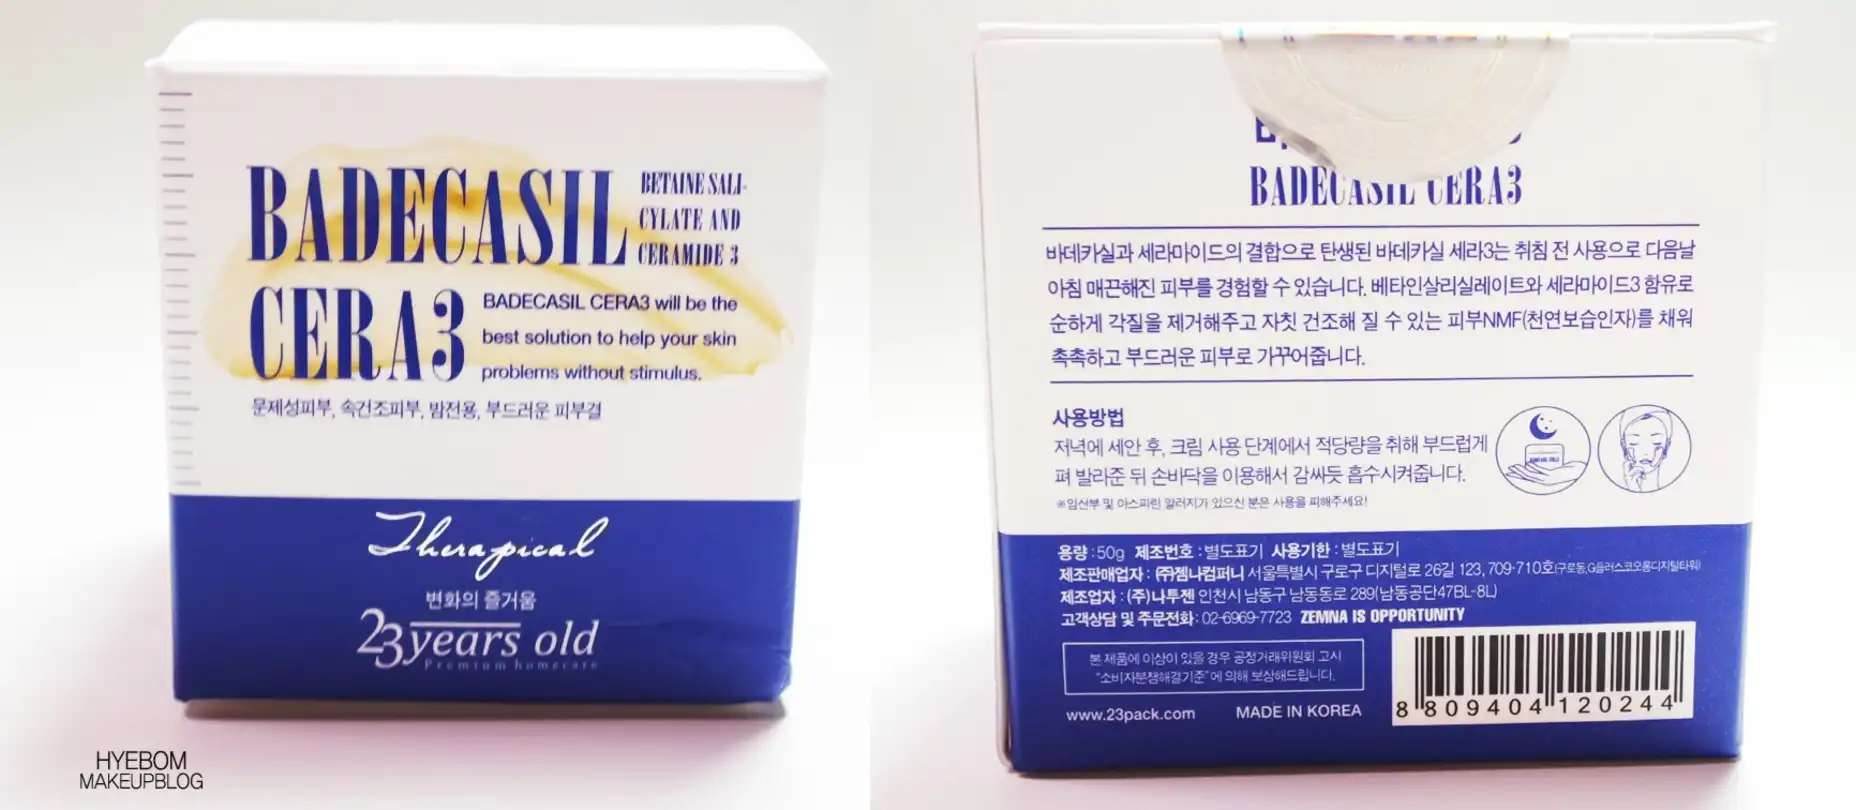 BADECASIL
BETAINE SALI-
CYLATE AND
CERAMIDE 3
CERA3
BADECASIL CERA3 will be the
best solution to help your skin
problems without stimulus.
문제성피부, 속건조피부, 밤전용, 부드러운 피부결
Therapical
변화의 즐거움
23years old
Premium homecare
HYEBOM
MAKEUPBLOG
BADECASIL CERA3
바데카실과 세라마이드의 결합으로 탄생된 바데카실 세라3는 취침 전 사용으로 다음날
아침 매끈해진 피부를 경험할 수 있습니다. 베타인살리실레이트와 세라마이드3 함유로
순하게 각질을 제거해주고 자칫 건조해 질 수 있는 피부NMF(천연보습인자)를 채워
촉촉하고 부드러운 피부로 가꾸어줍니다.
사용방법
저녁에 세안 후, 크림 사용 단계에서 적당량을 취해 부드럽게
펴 발라준 뒤 손바닥을 이용해서 감싸듯 흡수시켜줍니다.
※임산부 및 아스피린 알러지가 있으신 분은 사용을 피해주세요!
용량 : 50g 제조번호 : 별도표기 사용기한 : 별도표기
제조판매업자 : (주)젬나컴퍼니 서울특별시 구로구 디지털로 26길 123, 709-710호(구로동,G플러스코오롱디지털타워)
제조업자 : (주)나투젠 인천시 남동구 남동동로 289(남동공단47BL-8L)
고객상담 및 주문전화 : 02-6969-7723 ZEMNA IS OPPORTUNITY
본 제품에 이상이 있을 경우 공정거래위원회 고시
"소비자분쟁해결기준"에 의해 보상해드립니다.
www.23pack.com MADE IN KOREA
8 809404 120244